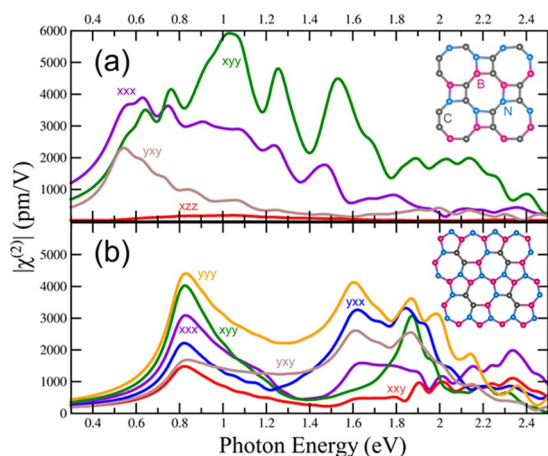 0.4 0.6 0.8 1 1.2 1.4 1.6 1.8 2 2.2 2.4
6000
5000
4000
3000
2000
1000
0
(a)
xyy
xxx
yxy
xzz
B
C
N
|χ(2)| (pm/V)
5000
4000
3000
2000
1000
0
(b)
yyy
xyy
xxx
yxy
yxx
xxy
0.4 0.6 0.8 1 1.2 1.4 1.6 1.8 2 2.2 2.4
Photon Energy (eV)